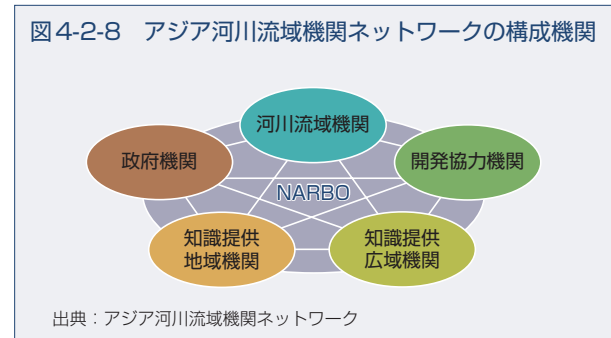 図4-2-8 アジア河川流域機関ネットワークの構成機関
河川流域機関
政府機関
開発協力機関
NARBO
知識提供
地域機関
知識提供
広域機関
出典：アジア河川流域機関ネットワーク